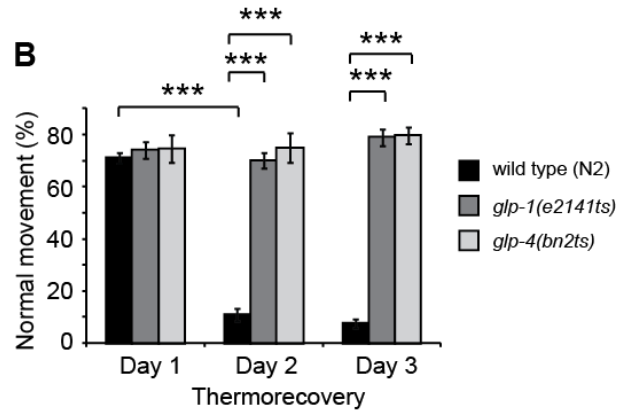 B
***
***
***
***
***
Normal movement (%)
80
60
40
20
0
Day 1 Day 2 Day 3
Thermorecovery
wild type (N2)
glp-1(e2141ts)
glp-4(bn2ts)